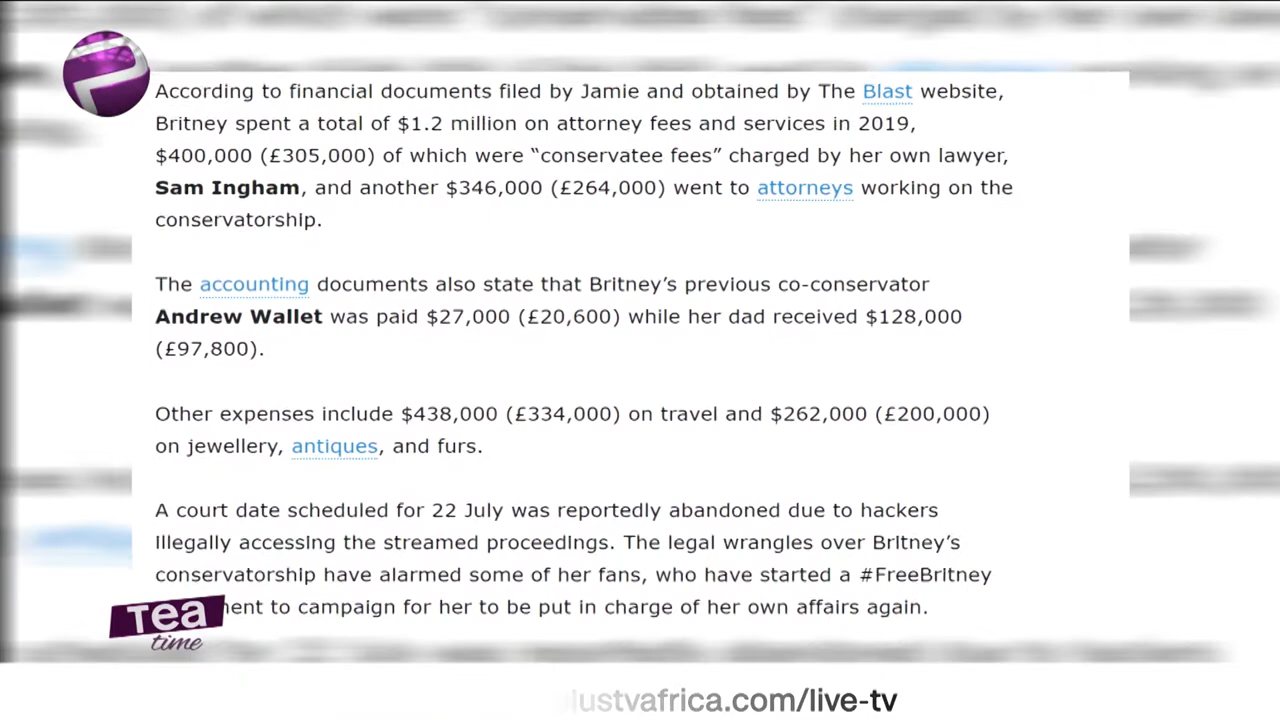 According to financial documents filed by Jamie and obtained by The Blast website,
Britney spent a total of $1.2 million on attorney fees and services in 2019,
$400,000 (£305,000) of which were “conservatee fees” charged by her own lawyer,
Sam Ingham, and another $346,000 (£264,000) went to attorneys working on the
conservatorship.
The accounting documents also state that Britney’s previous co-conservator
Andrew Wallet was paid $27,000 (£20,600) while her dad received $128,000
(£97,800).
Other expenses include $438,000 (£334,000) on travel and $262,000 (£200,000)
on jewellery, antiques, and furs.
A court date scheduled for 22 July was reportedly abandoned due to hackers
illegally accessing the streamed proceedings. The legal wrangles over Britney’s
conservatorship have alarmed some of her fans, who have started a #FreeBritney
to campaign for her to be put in charge of her own affairs again.
Tea
time
lustvafrica.com/live-tv